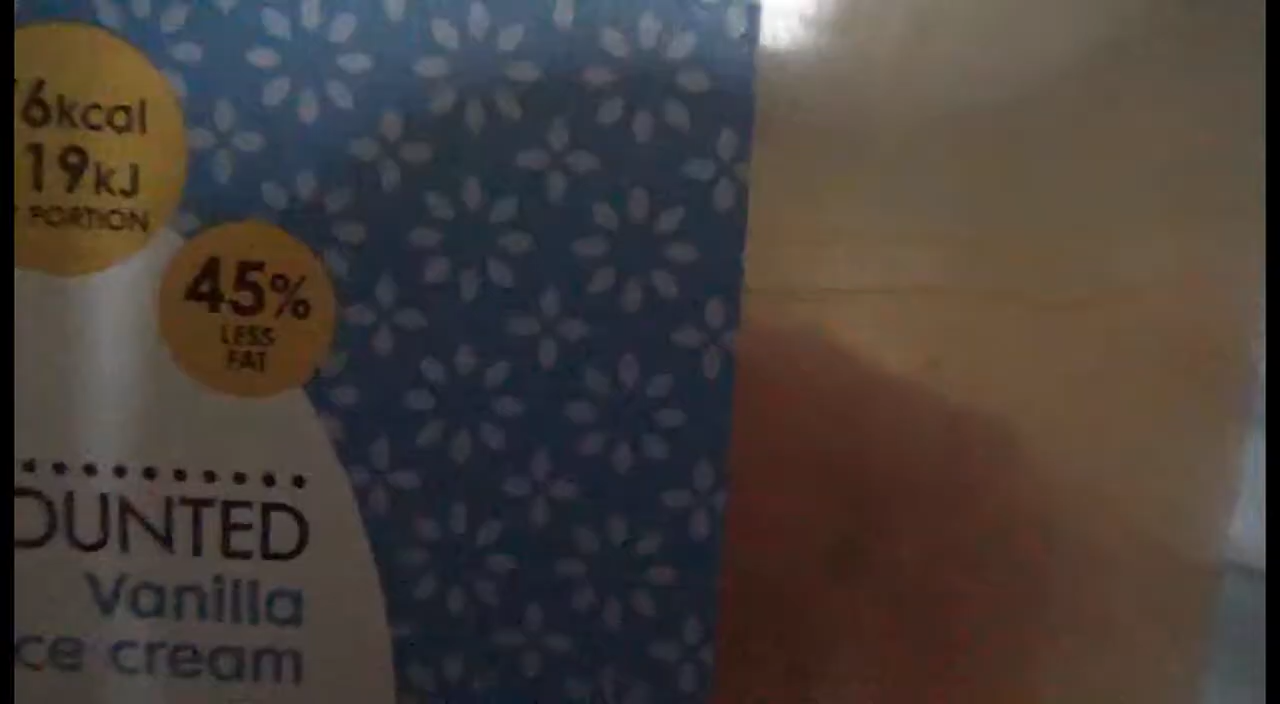 6kcal
19kJ
PORTION
45%
LESS
FAT
OUNTED
Vanilla
ce cream